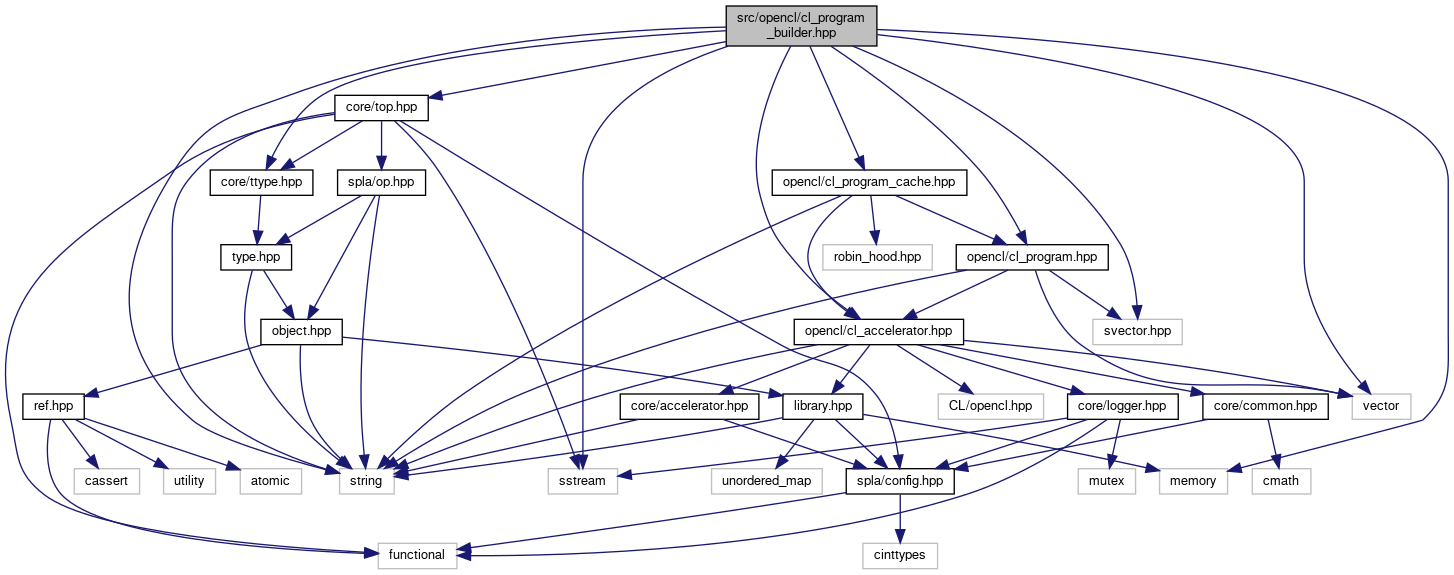 src/opencl/cl_program
_builder.hpp
core/top.hpp
core/ttype.hpp
spla/op.hpp
opencl/cl_program_cache.hpp
type.hpp
robin_hood.hpp
opencl/cl_program.hpp
object.hpp
opencl/cl_accelerator.hpp
svector.hpp
ref.hpp
core/accelerator.hpp
library.hpp
CL/opencl.hpp
core/logger.hpp
core/common.hpp
vector
cassert
utility
atomic
string
sstream
unordered_map
spla/config.hpp
mutex
memory
cmath
functional
cinttypes